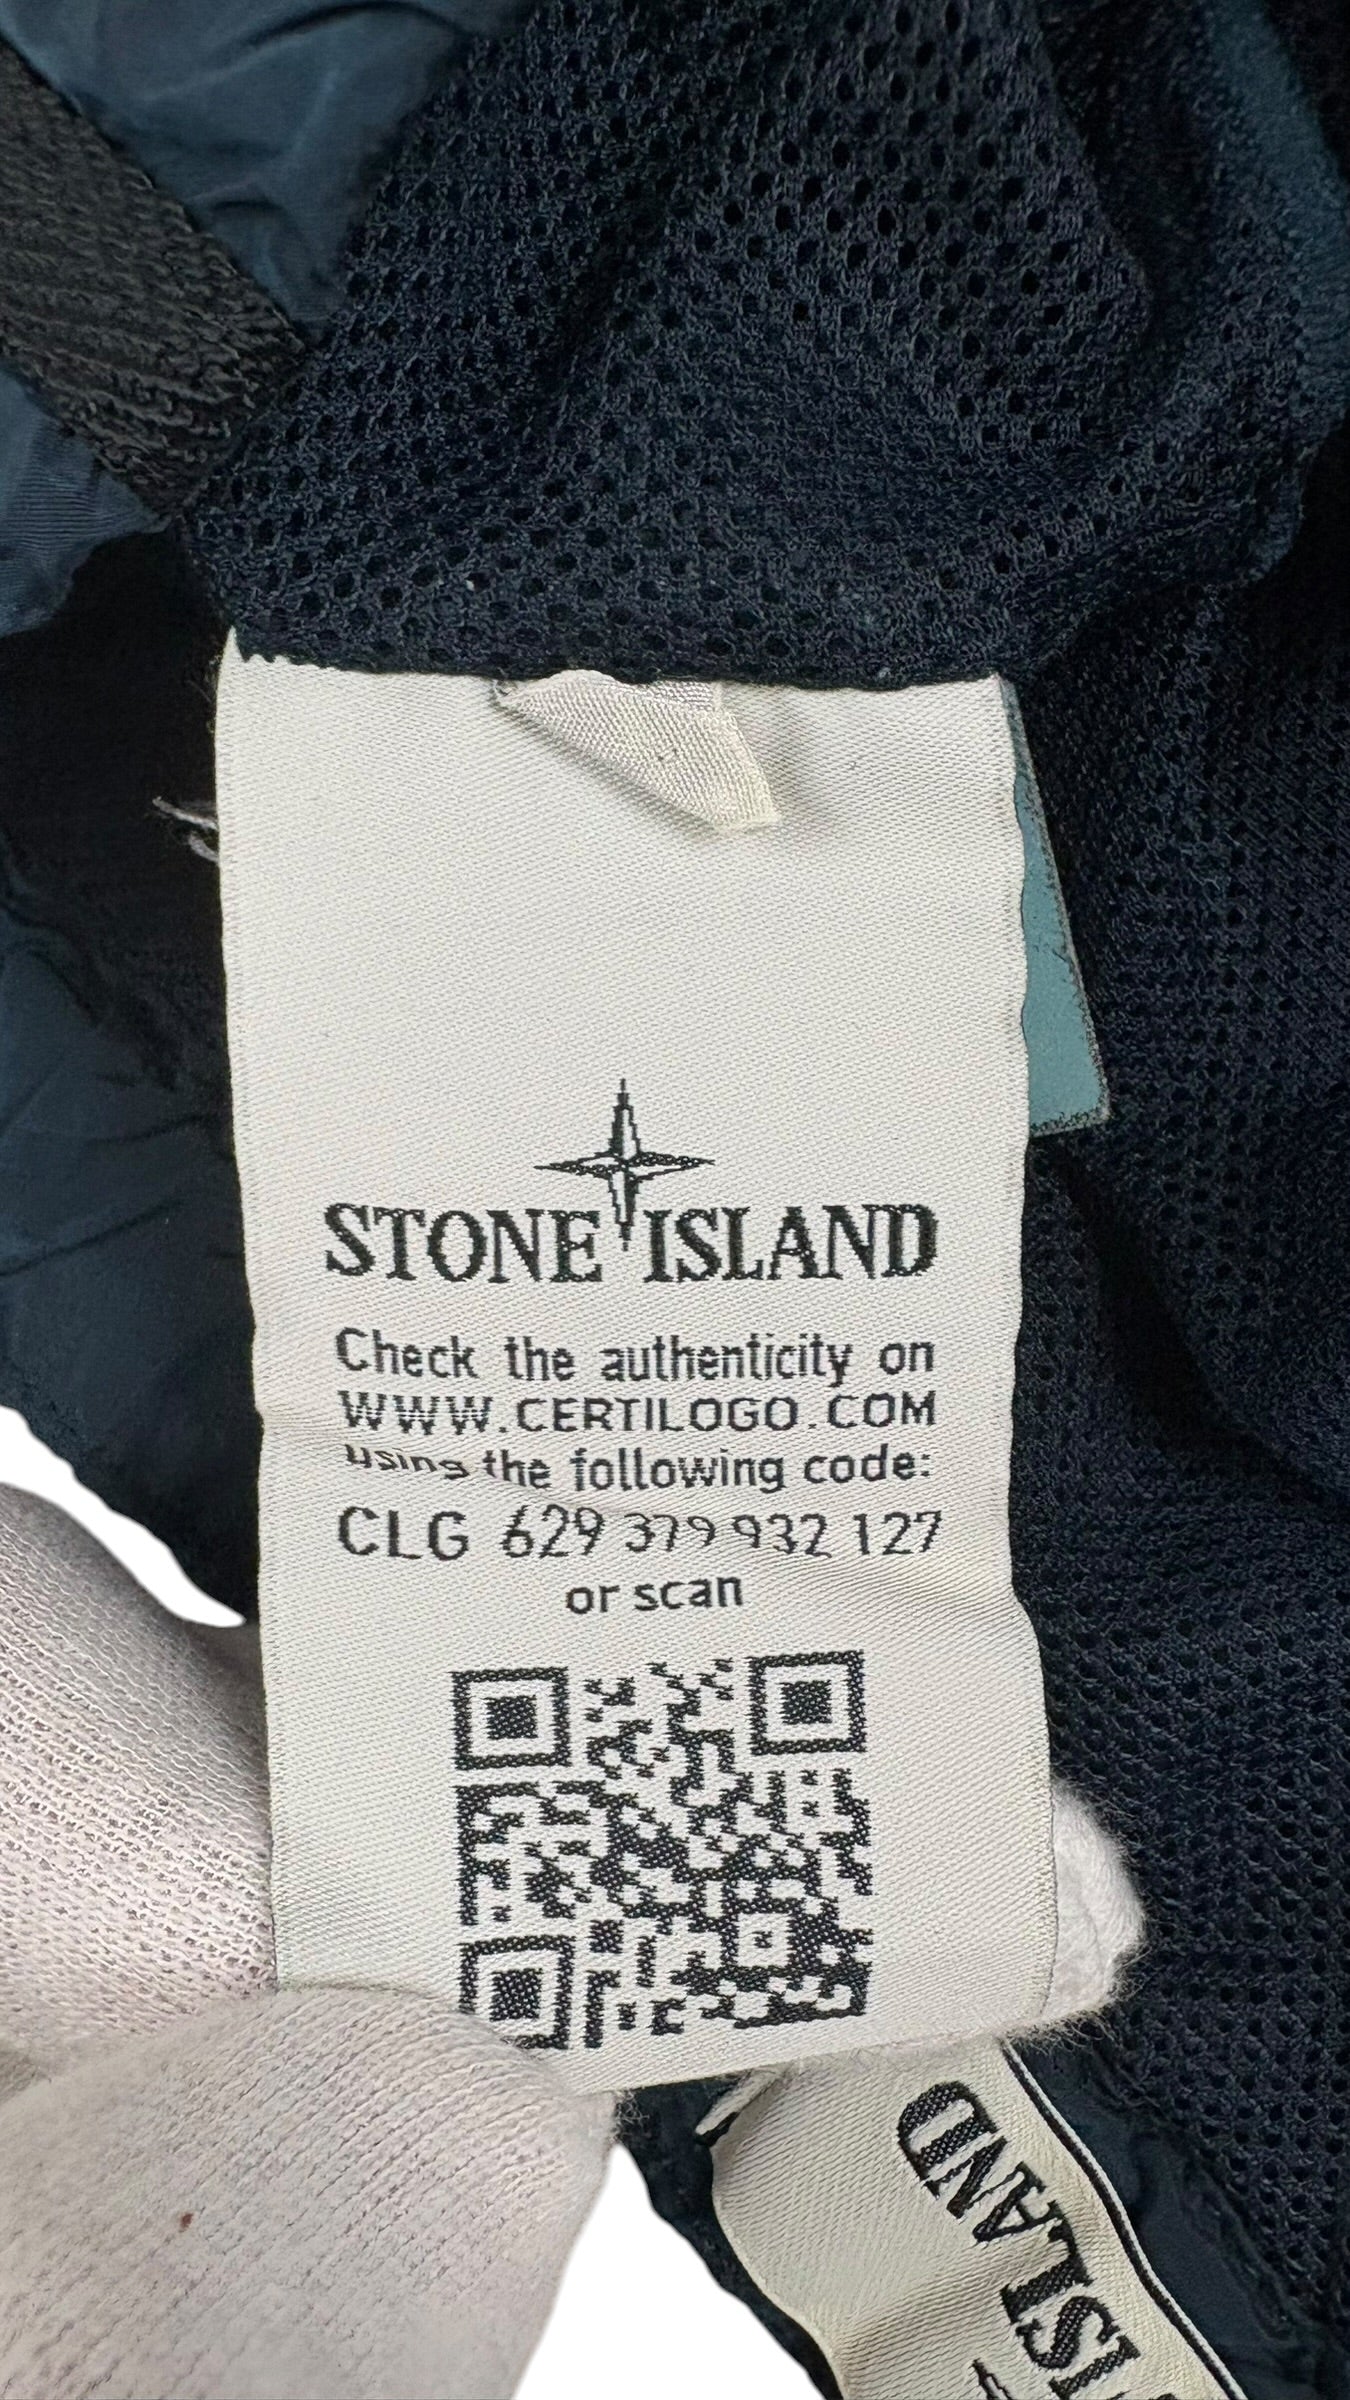 STONE ISLAND
Check the authenticity on
WWW.CERTILOGO.COM
using the following code:
CLG 629 379 932 127
or scan
ISLAND